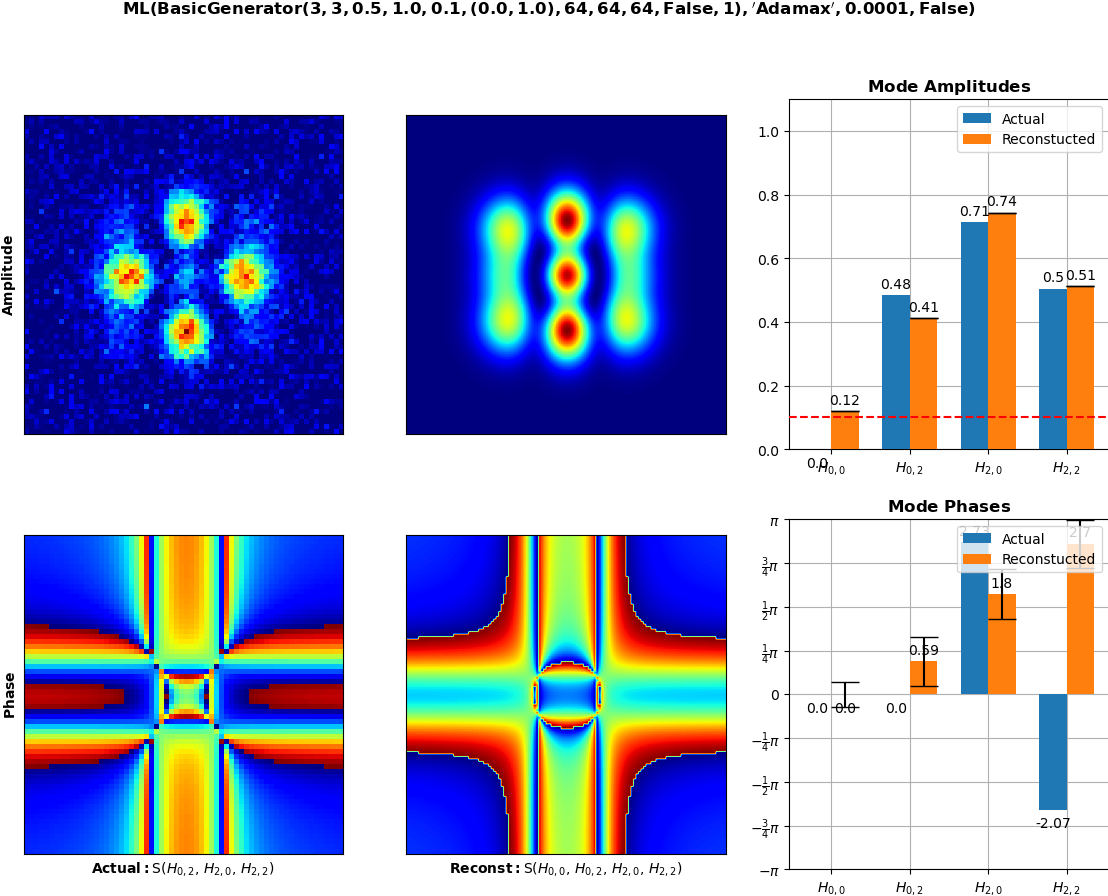 ML(BasicGenerator(3, 3, 0.5, 1.0, 0.1, (0.0, 1.0), 64, 64, 64, False, 1), ′Adamax′, 0.0001, False)
Mode Amplitudes
Amplitude
Actual
Reconstucted
1.0
0.8
0.6
0.4
0.2
0.0
0.0
0.12
0.48
0.41
0.71
0.74
0.5
0.51
H0, 0
H0, 2
H2, 0
H2, 2
Mode Phases
Phase
Actual
Reconstucted
π
3/4π
1/2π
1/4π
0
−1/4π
−1/2π
−3/4π
−π
0.0
0.0
0.0
0.59
2.73
1.8
-2.07
2.7
H0, 0
H0, 2
H2, 0
H2, 2
Actual: S(H0, 2, H2, 0, H2, 2)
Reconst: S(H0, 0, H0, 2, H2, 0, H2, 2)